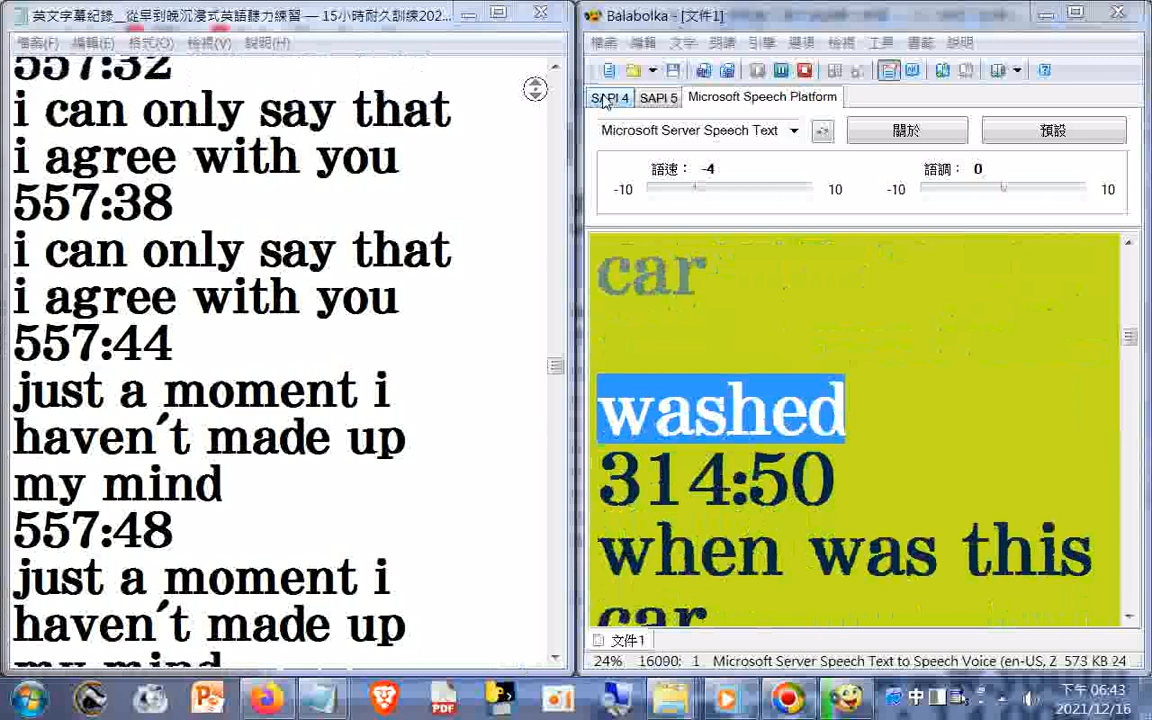 英文字幕紀錄__從早到晚沉浸式英語聽力練習 — 15小時耐久訓練202...
檔案(F) 編輯(E) 格式(O) 檢視(V) 說明(H)
557:32
i can only say that
i agree with you
557:38
i can only say that
i agree with you
557:44
just a moment i
haven't made up
my mind
557:48
just a moment i
haven't made up
my mind
Balabolka - [文件1]
檔案 編輯 文字 朗讀 引擎 選項 檢視 工具 書籤 說明
SAPI 4 SAPI 5 Microsoft Speech Platform
Microsoft Server Speech Text
關於
預設
語速： -4
-10 10
語調： 0
-10 10
car
washed
314:50
when was this
car
文件1
24% 16090: 1 Microsoft Server Speech Text to Speech Voice (en-US, Z 573 KB 24
PDF
中
下午 06:43
2021/12/16